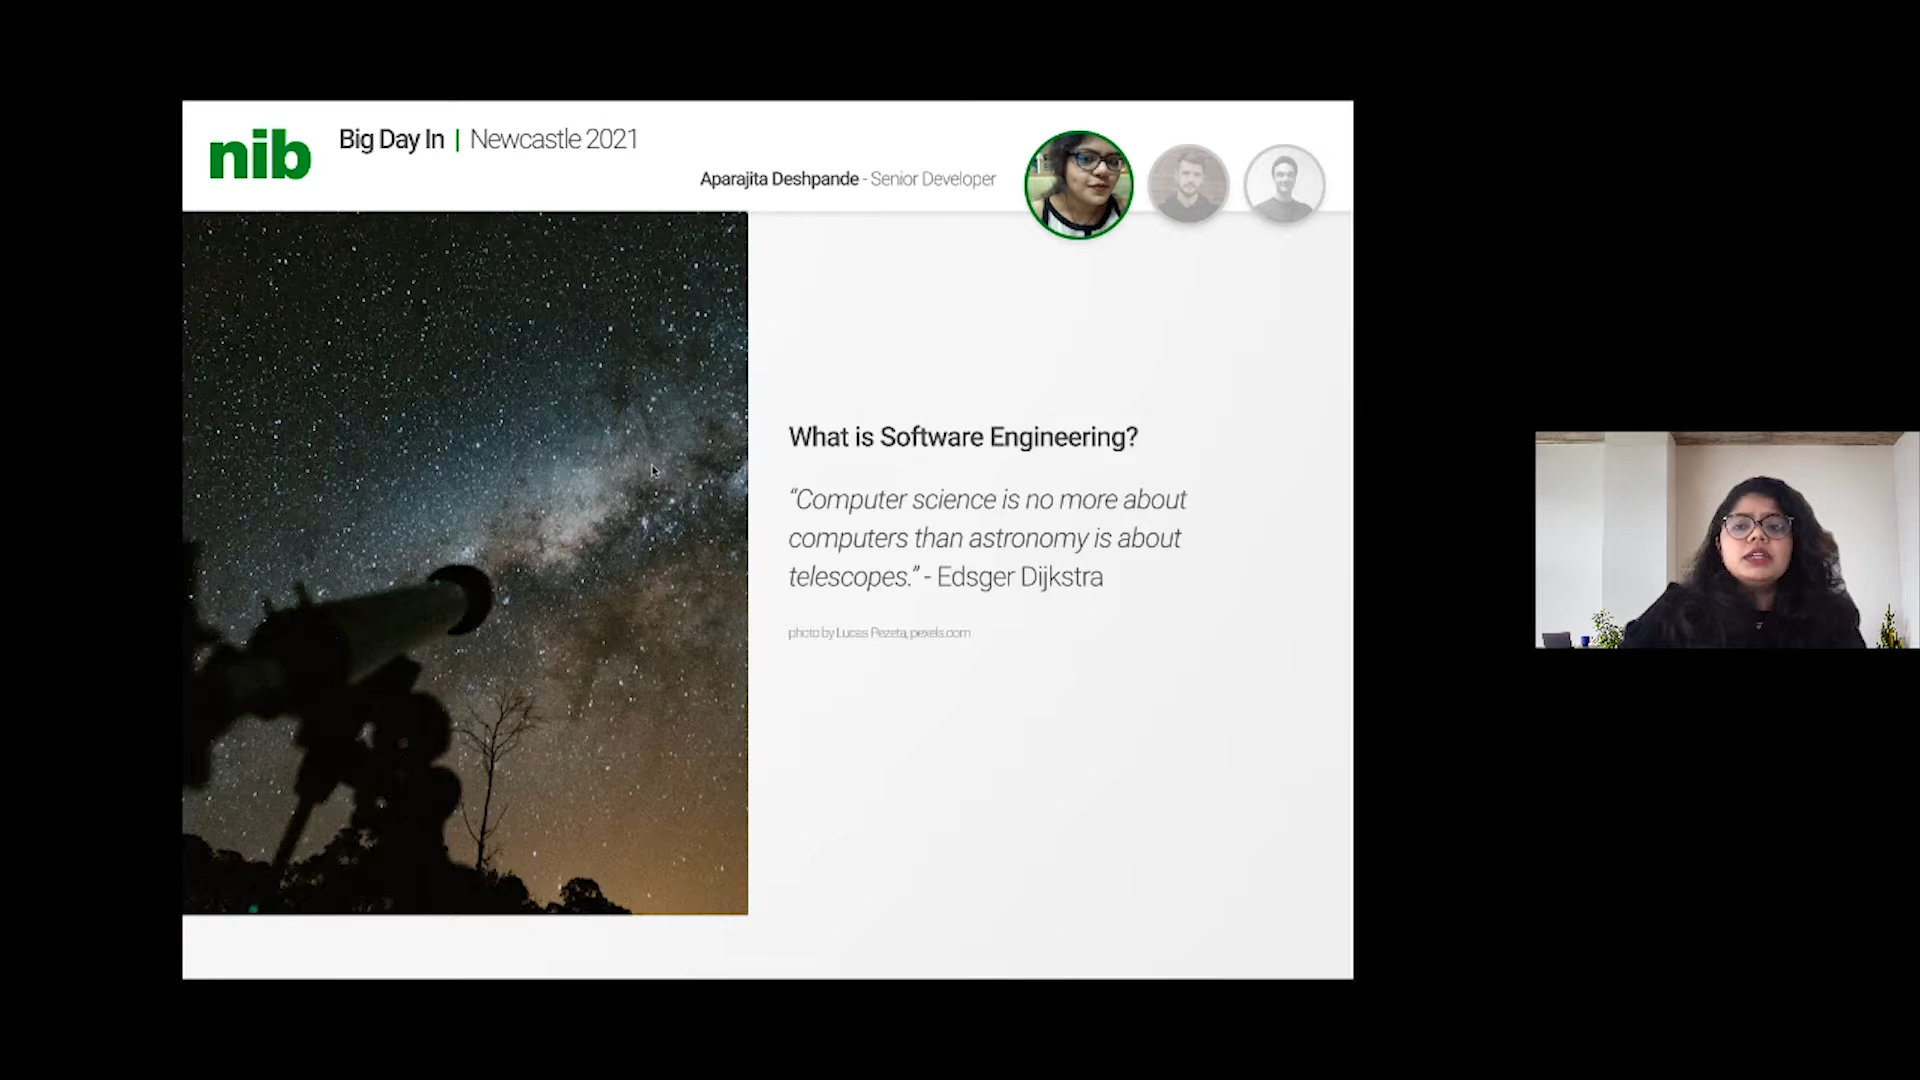 nib
Big Day In | Newcastle 2021
Aparajita Deshpande - Senior Developer
What is Software Engineering?
“Computer science is no more about
computers than astronomy is about
telescopes.” - Edsger Dijkstra
photo by Lucas Pezeta, pexels.com